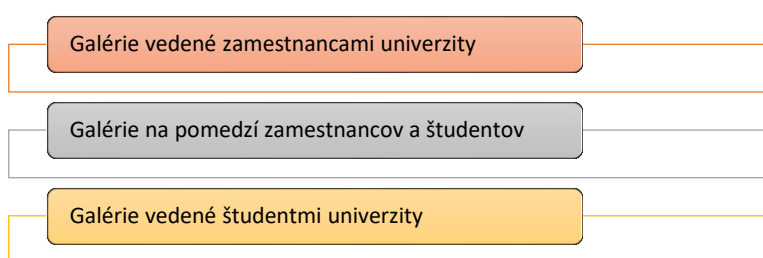 Galérie vedené zamestnancami univerzity
Galérie na pomedzí zamestnancov a študentov
Galérie vedené študentmi univerzity